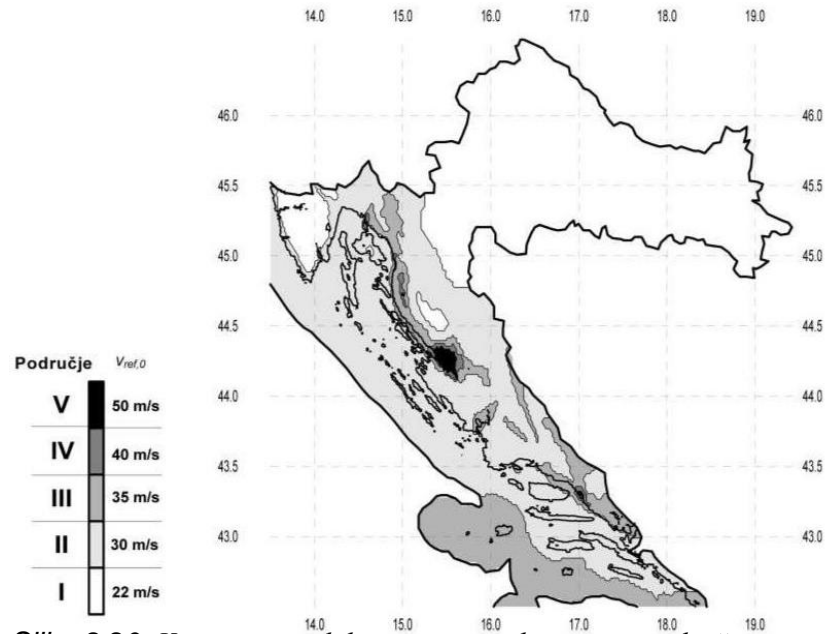 14.0 15.0 16.0 17.0 18.0 19.0
46.0 46.0
45.5 45.5
45.0 45.0
44.5 44.5
44.0 44.0
43.5 43.5
43.0 43.0
14.0 15.0 16.0 17.0 18.0 19.0
Područje vref,0
V 50 m/s
IV 40 m/s
III 35 m/s
II 30 m/s
I 22 m/s